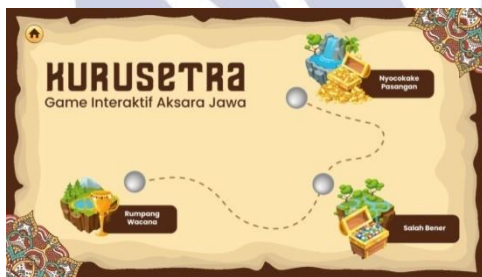 KURUSETRA
Game Interaktif Aksara Jawa
Nyocokake
Pasangan
Rumpang
Wacana
Salah Bener